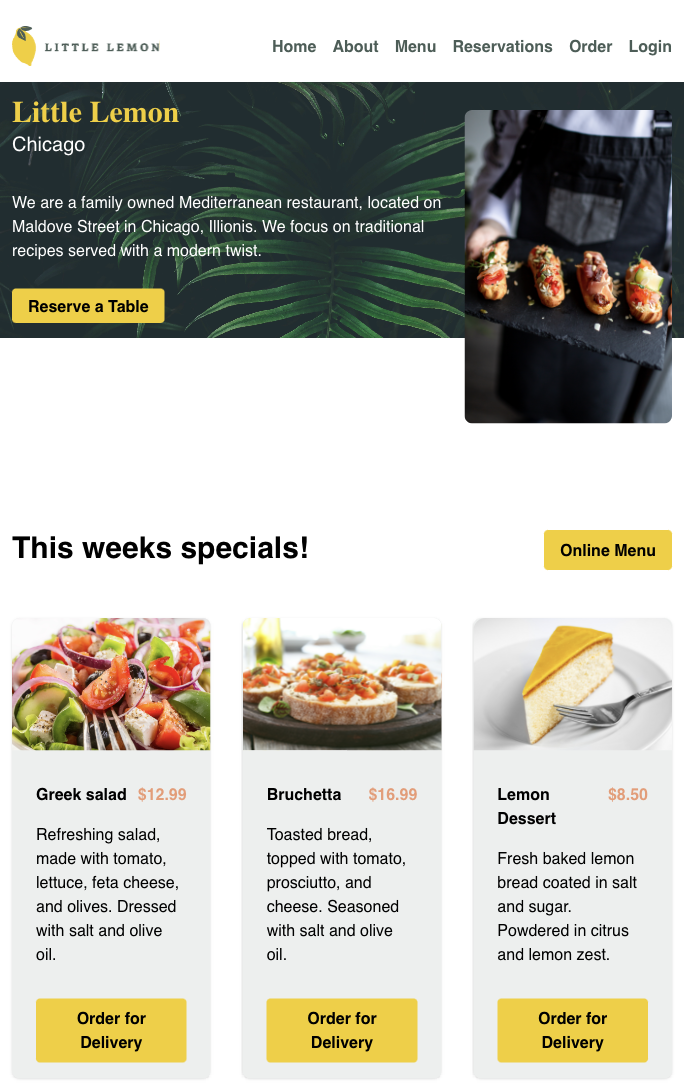 LITTLE LEMON
Home About Menu Reservations Order Login
Little Lemon
Chicago
We are a family owned Mediterranean restaurant, located on
Maldove Street in Chicago, Illionis. We focus on traditional
recipes served with a modern twist.
Reserve a Table
This weeks specials!
Online Menu
Greek salad $12.99
Refreshing salad,
made with tomato,
lettuce, feta cheese,
and olives. Dressed
with salt and olive
oil.
Order for
Delivery
Bruchetta $16.99
Toasted bread,
topped with tomato,
prosciutto, and
cheese. Seasoned
with salt and olive
oil.
Order for
Delivery
Lemon
Dessert
$8.50
Fresh baked lemon
bread coated in salt
and sugar.
Powdered in citrus
and lemon zest.
Order for
Delivery